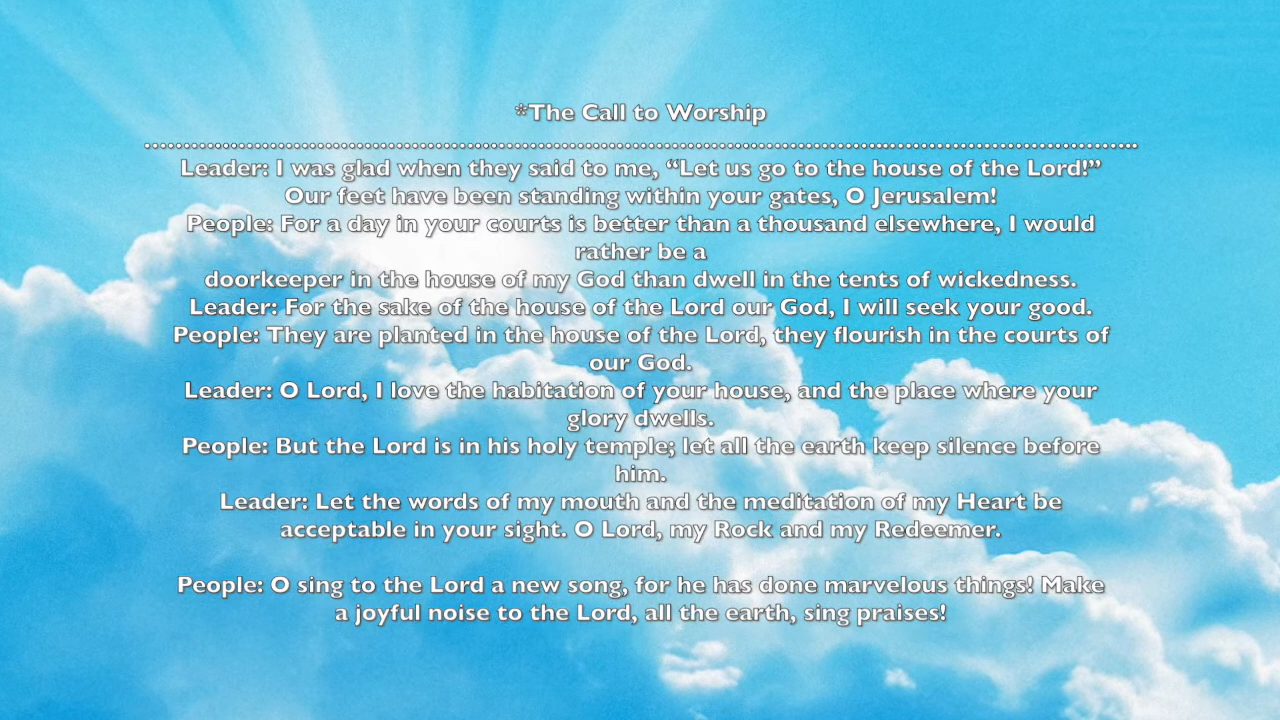 *The Call to Worship
……………………………………………………………………………………...…………………………..
Leader: I was glad when they said to me, “Let us go to the house of the Lord!”
Our feet have been standing within your gates, O Jerusalem!
People: For a day in your courts is better than a thousand elsewhere, I would
rather be a
doorkeeper in the house of my God than dwell in the tents of wickedness.
Leader: For the sake of the house of the Lord our God, I will seek your good.
People: They are planted in the house of the Lord, they flourish in the courts of
our God.
Leader: O Lord, I love the habitation of your house, and the place where your
glory dwells.
People: But the Lord is in his holy temple; let all the earth keep silence before
him.
Leader: Let the words of my mouth and the meditation of my Heart be
acceptable in your sight. O Lord, my Rock and my Redeemer.
People: O sing to the Lord a new song, for he has done marvelous things! Make
a joyful noise to the Lord, all the earth, sing praises!